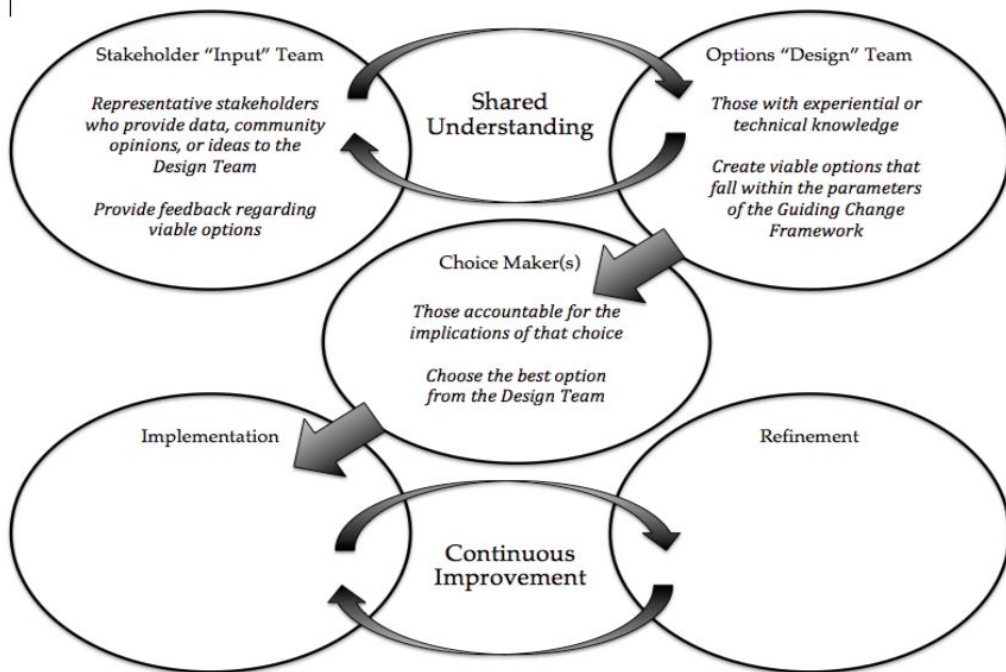 Stakeholder “Input” Team
Representative stakeholders
who provide data, community
opinions, or ideas to the
Design Team
Provide feedback regarding
viable options
Shared
Understanding
Options “Design” Team
Those with experiential or
technical knowledge
Create viable options that
fall within the parameters
of the Guiding Change
Framework
Choice Maker(s)
Those accountable for the
implications of that choice
Choose the best option
from the Design Team
Implementation
Continuous
Improvement
Refinement